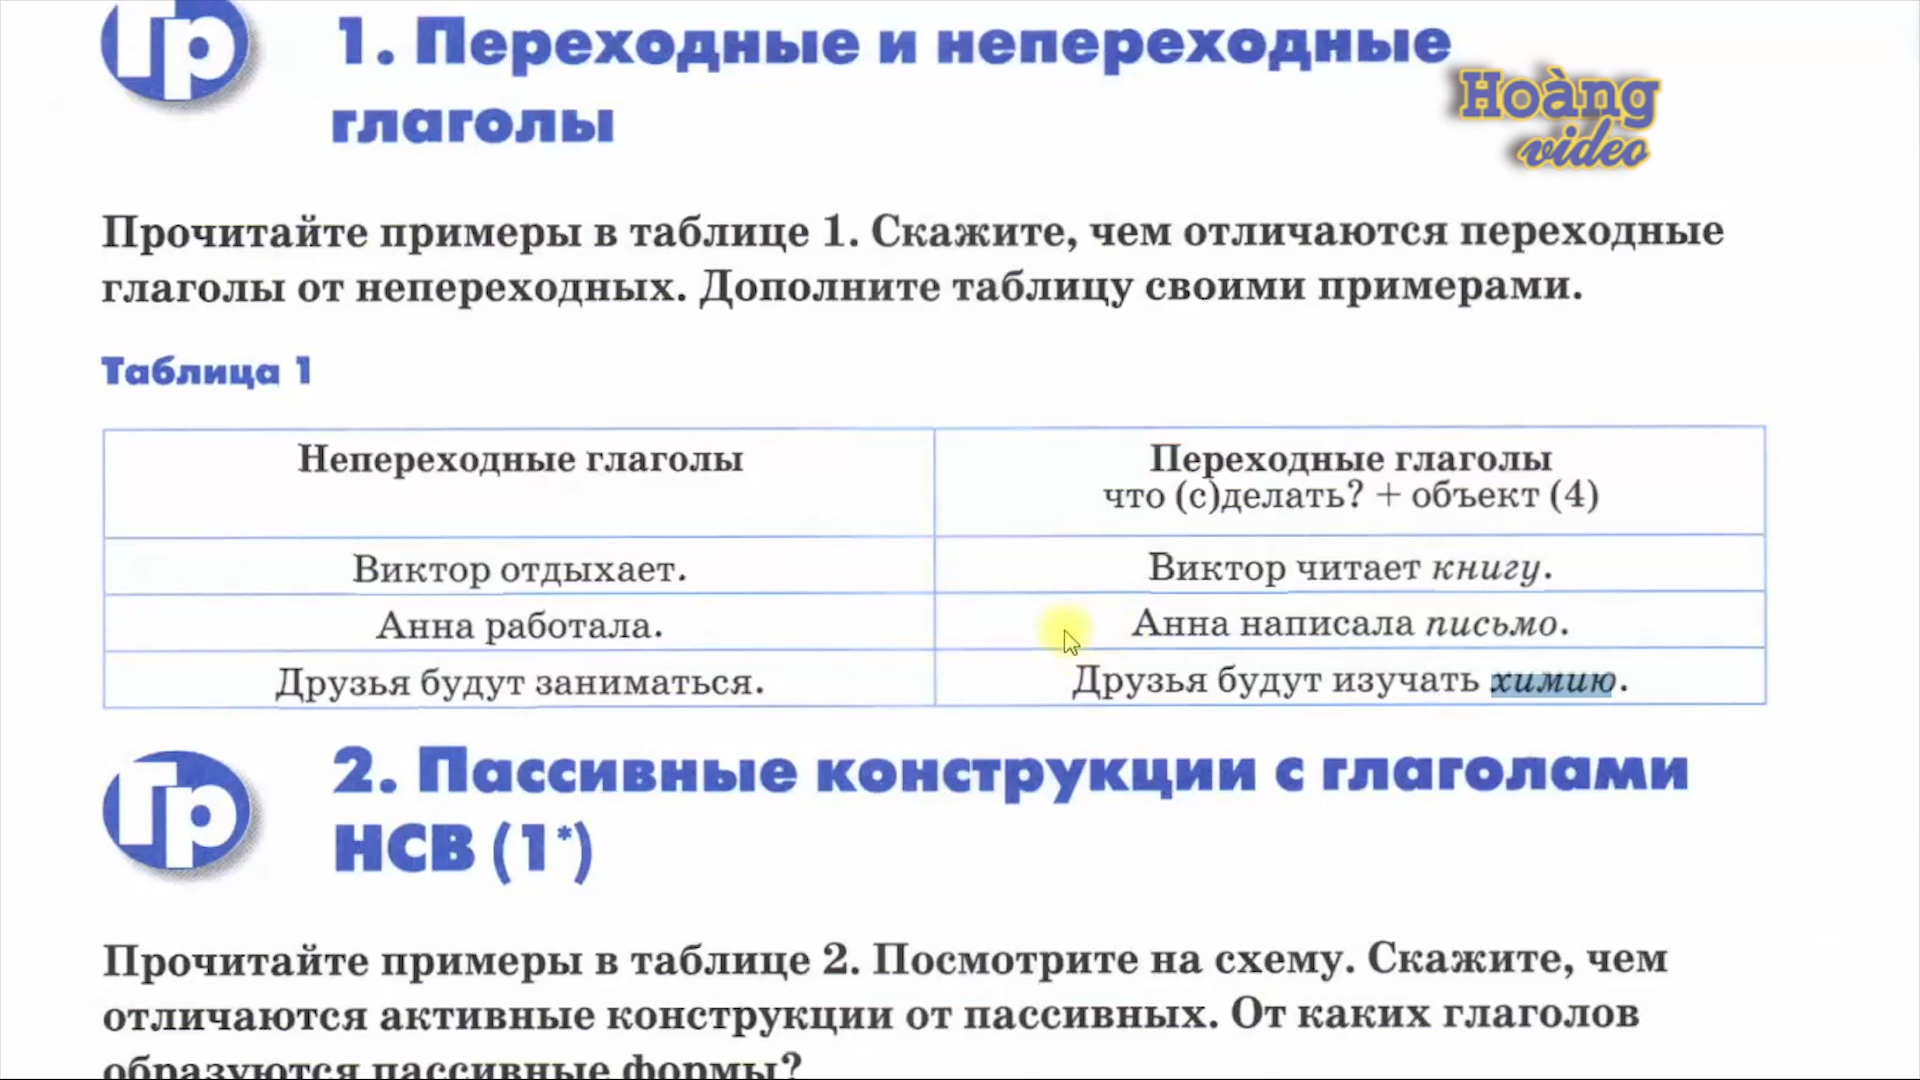 Гр
1. Переходные и непереходные
глаголы
Hoàng
video
Прочитайте примеры в таблице 1. Скажите, чем отличаются переходные
глаголы от непереходных. Дополните таблицу своими примерами.
Таблица 1
Непереходные глаголы
Переходные глаголы
что (с)делать? + объект (4)
Виктор отдыхает.
Виктор читает книгу.
Анна работала.
Анна написала письмо.
Друзья будут заниматься.
Друзья будут изучать химию.
Гр
2. Пассивные конструкции с глаголами
НСВ (1*)
Прочитайте примеры в таблице 2. Посмотрите на схему. Скажите, чем
отличаются активные конструкции от пассивных. От каких глаголов
образуются пассивные формы?